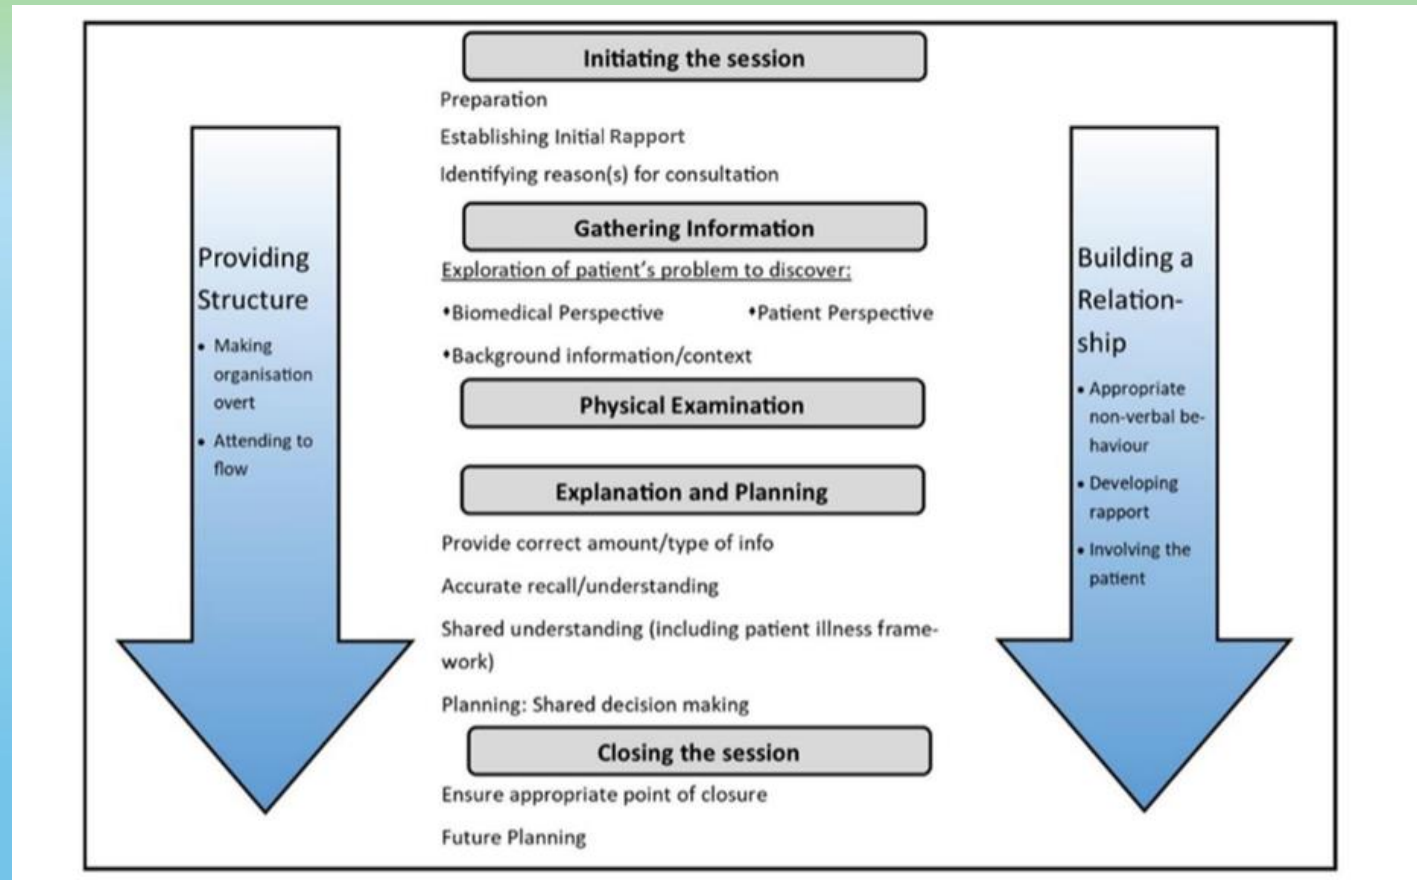 Initiating the session
Preparation
Establishing Initial Rapport
Identifying reason(s) for consultation
Gathering Information
Exploration of patient's problem to discover:
•Biomedical Perspective •Patient Perspective
•Background information/context
Physical Examination
Explanation and Planning
Provide correct amount/type of info
Accurate recall/understanding
Shared understanding (including patient illness frame-
work)
Planning: Shared decision making
Closing the session
Ensure appropriate point of closure
Future Planning
Providing
Structure
• Making
organisation
overt
• Attending to
flow
Building a
Relation-
ship
• Appropriate
non-verbal be-
haviour
• Developing
rapport
• Involving the
patient